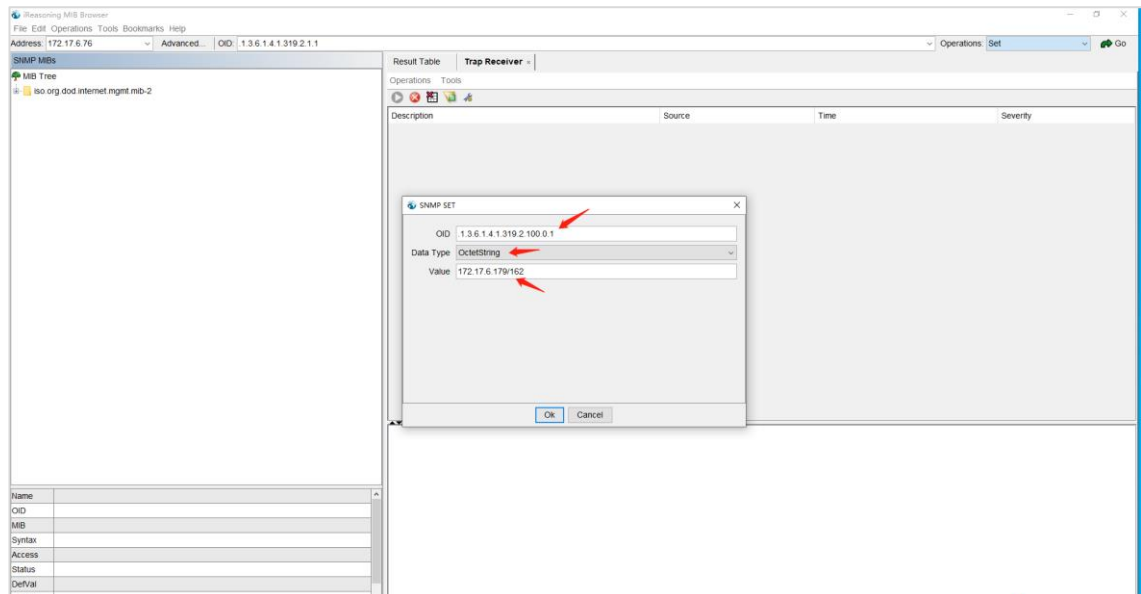 iReasoning MIB Browser
File Edit Operations Tools Bookmarks Help
Address: 172.17.6.76 Advanced... OID: .1.3.6.1.4.1.319.2.1.1 Operations: Set Go
SNMP MIBs
Result Table Trap Receiver
MIB Tree
iso.org.dod.internet.mgmt.mib-2
Operations Tools
Description Source Time Severity
SNMP SET
OID .1.3.6.1.4.1.319.2.100.0.1
Data Type OctetString
Value 172.17.6.179/162
Ok Cancel
Name
OID
MIB
Syntax
Access
Status
DefVal